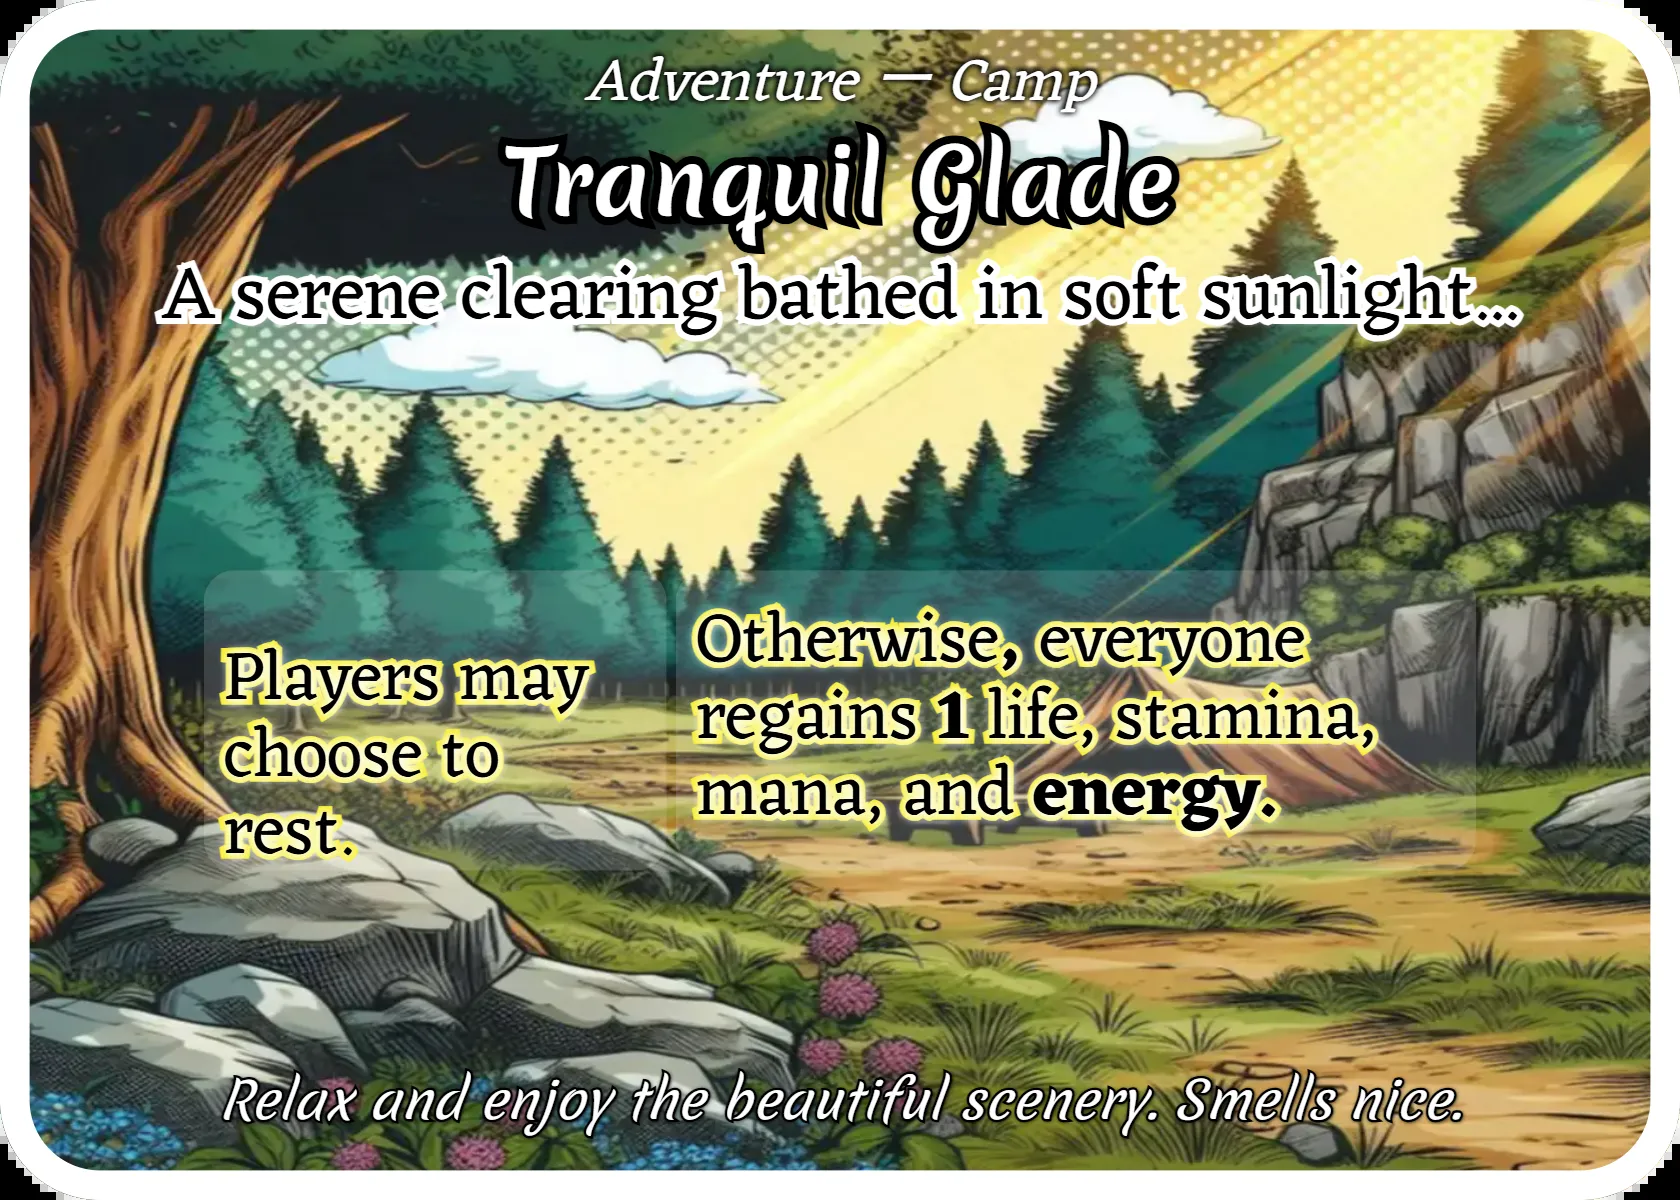 Adventure — Camp
Tranquil Glade
A serene clearing bathed in soft sunlight...
Players may
choose to
rest.
Otherwise, everyone
regains 1 life, stamina,
mana, and energy.
Relax and enjoy the beautiful scenery. Smells nice.